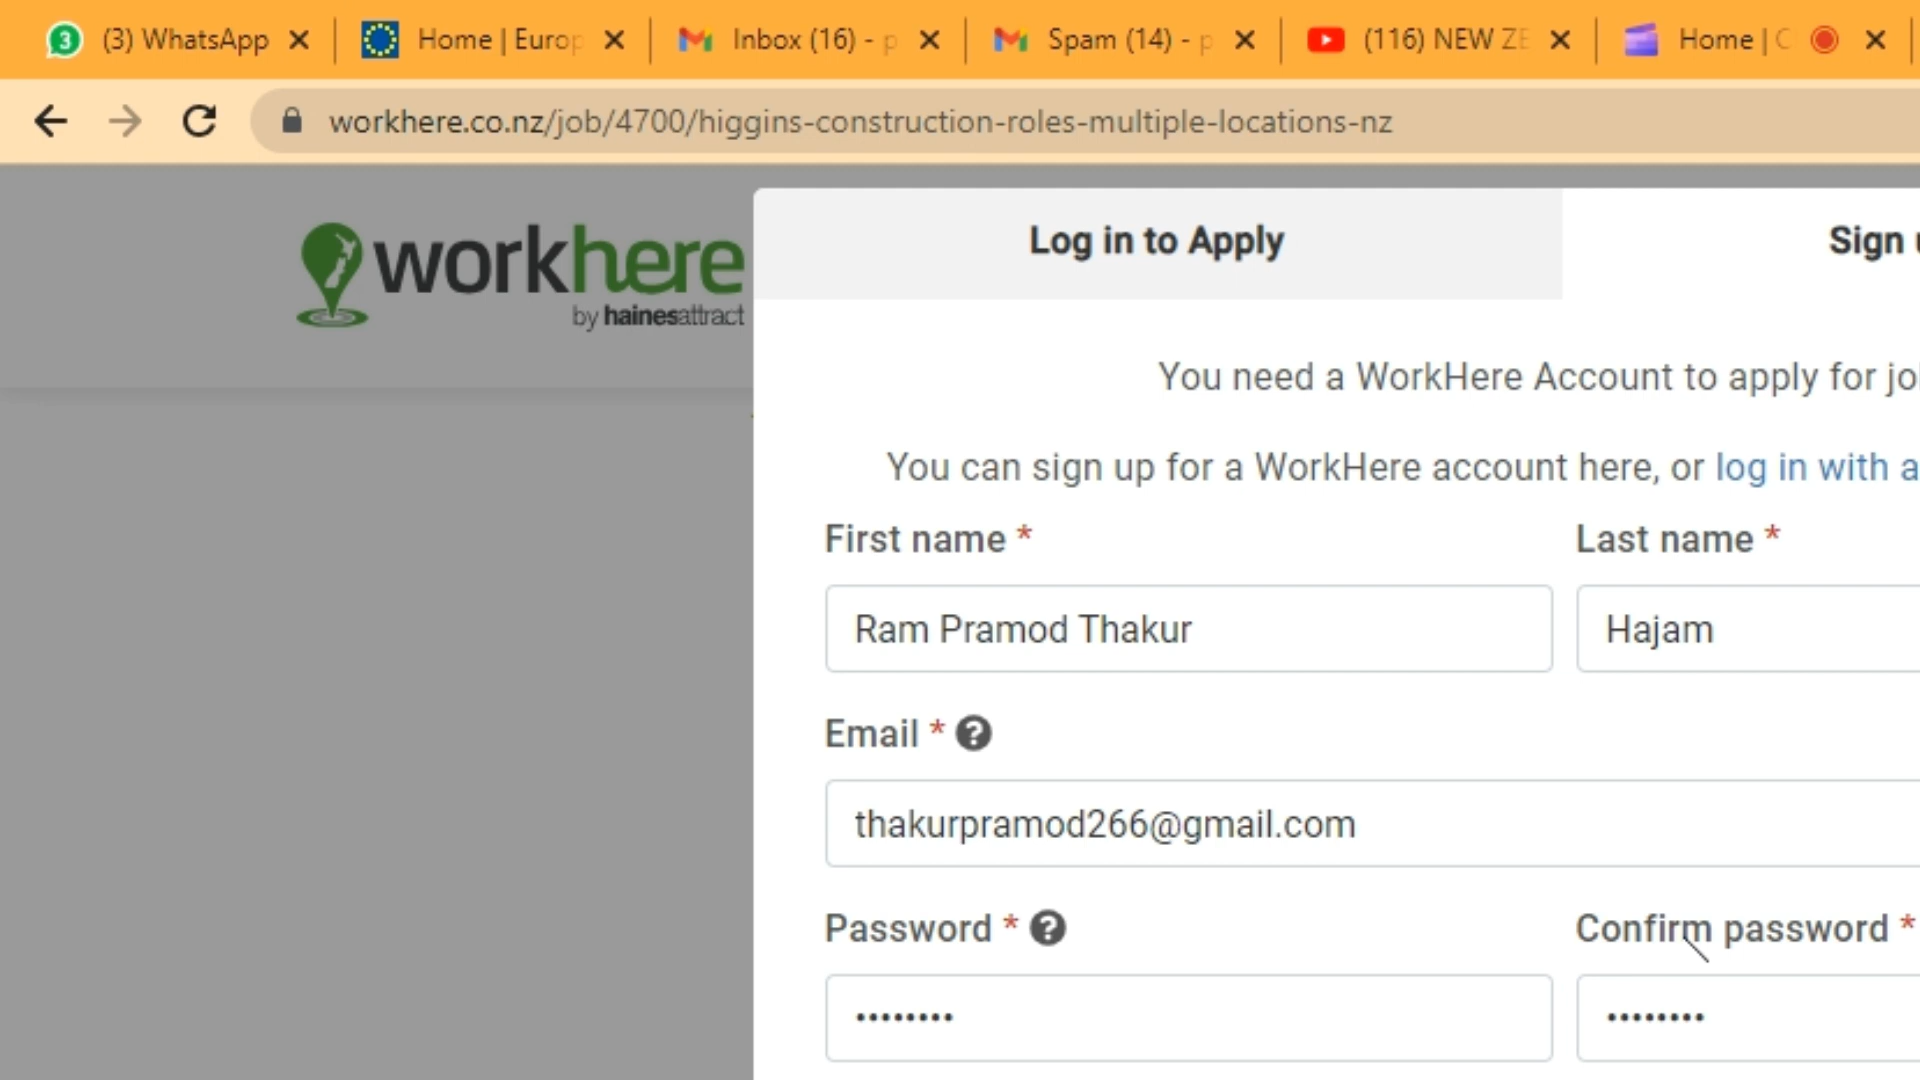 3 (3) WhatsApp Home | Europ Inbox (16) - p Spam (14) - p (116) NEW ZE Home | C
workhere.co.nz/job/4700/higgins-construction-roles-multiple-locations-nz
workhere
by hainesattract
Log in to Apply Sign u
You need a WorkHere Account to apply for jo
You can sign up for a WorkHere account here, or log in with a
First name * Last name *
Ram Pramod Thakur Hajam
Email * ?
thakurpramod266@gmail.com
Password * ? Confirm password *
•••••••• ••••••••